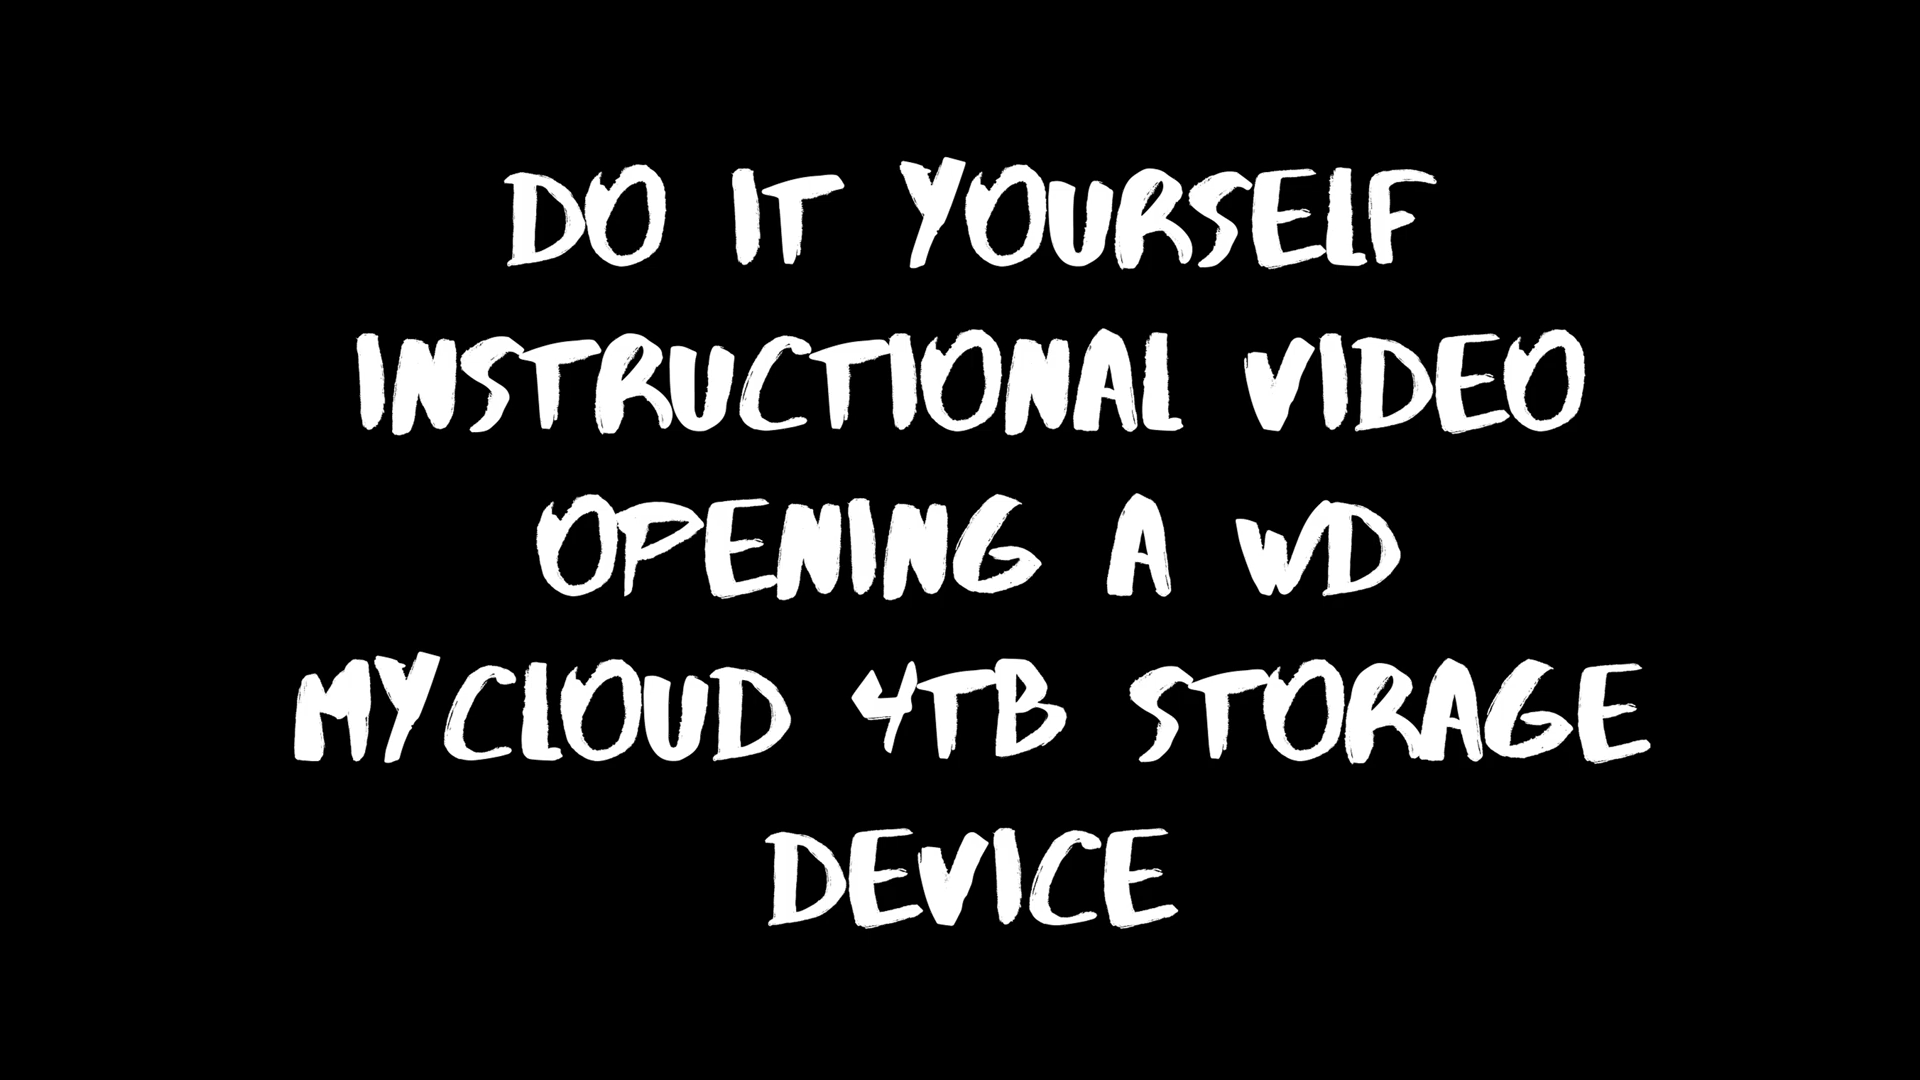 DO IT YOURSELF
INSTRUCTIONAL VIDEO
OPENING A WD
MYCLOUD 4TB STORAGE
DEVICE